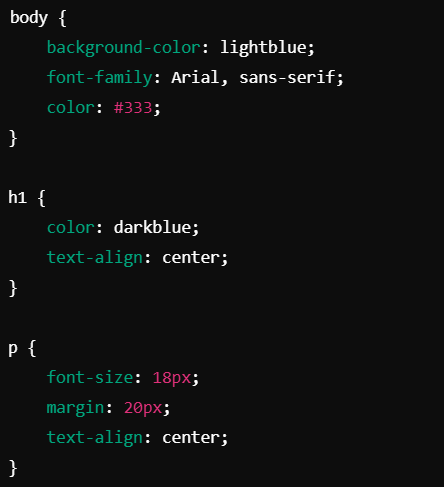 body {
    background-color: lightblue;
    font-family: Arial, sans-serif;
    color: #333;
}

h1 {
    color: darkblue;
    text-align: center;
}

p {
    font-size: 18px;
    margin: 20px;
    text-align: center;
}